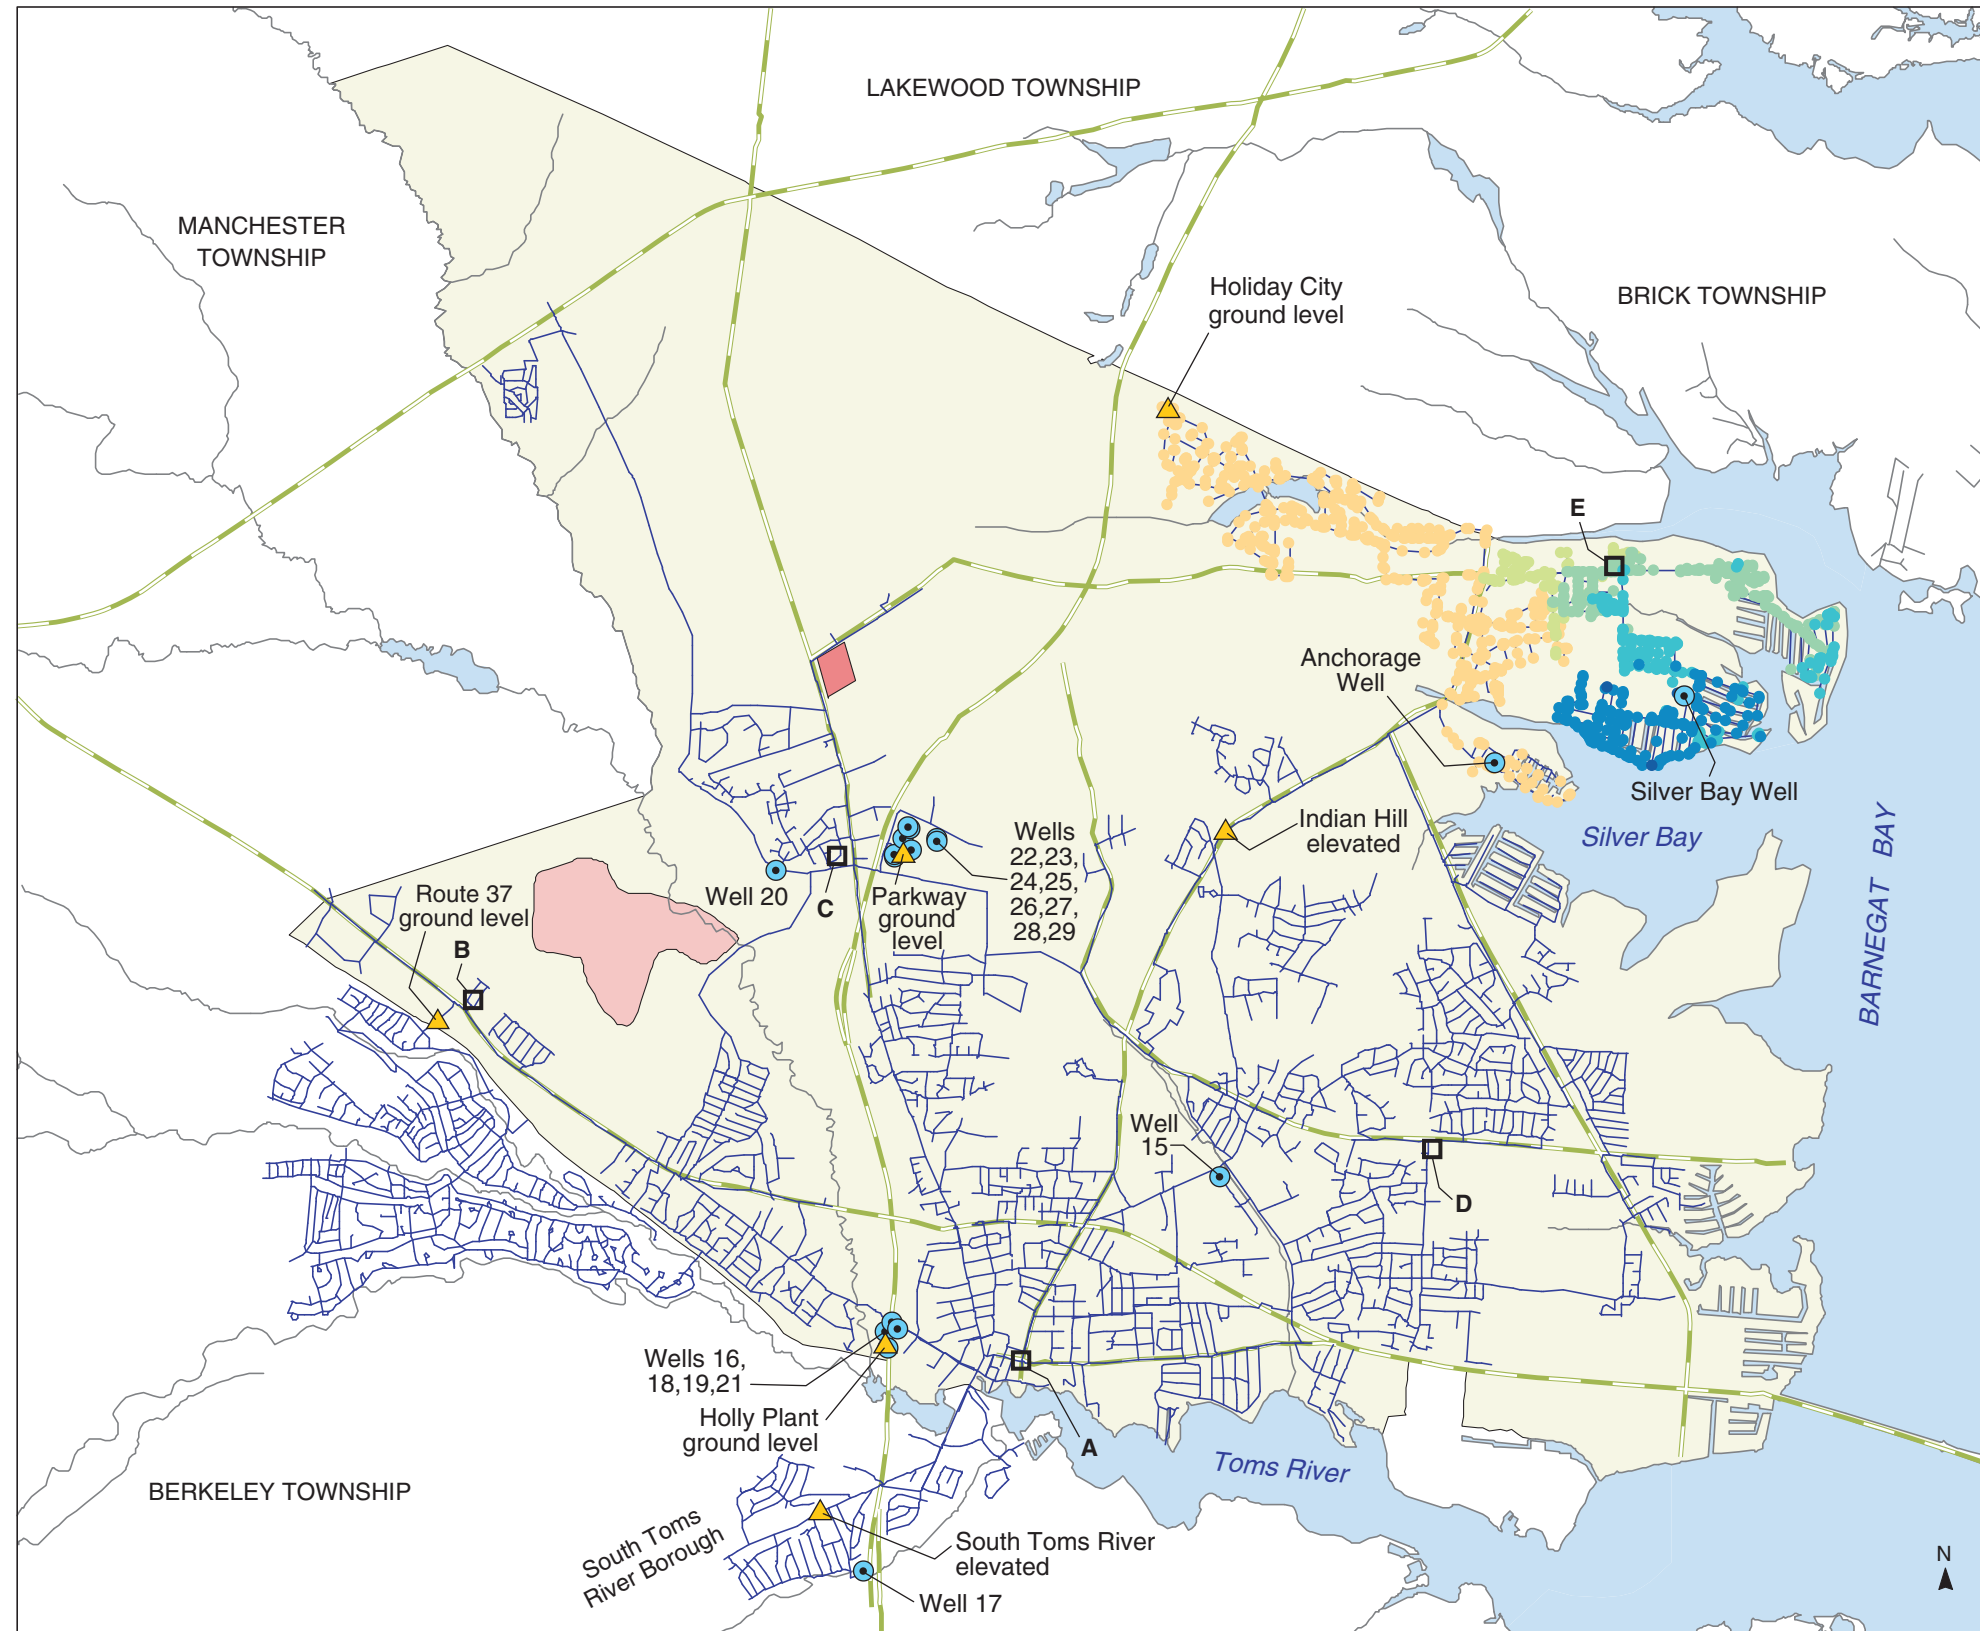 LAKEWOOD TOWNSHIP
MANCHESTER
TOWNSHIP
Holiday City
ground level
BRICK TOWNSHIP
E
Anchorage
Well
Silver Bay Well
Silver Bay
BARNEGAT BAY
Indian Hill
elevated
Wells
22,23,
24,25,
26,27,
28,29
Parkway
ground
level
Well 20
C
Route 37
ground level
B
Well
15
D
Wells 16,
18,19,21
Holly Plant
ground level
A
Toms River
BERKELEY TOWNSHIP
South Toms
River Borough
South Toms River
elevated
Well 17
N